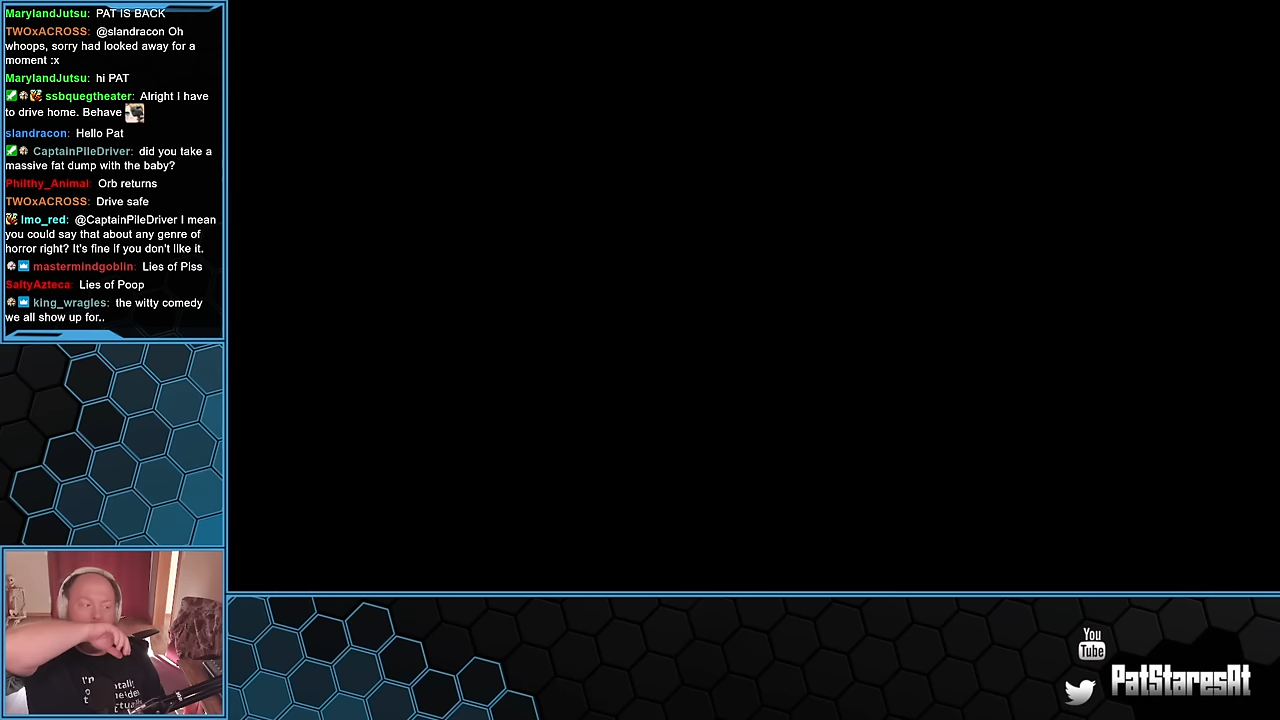 MarylandJutsu: PAT IS BACK
TWOxACROSS: @slandracon Oh
whoops, sorry had looked away for a
moment :x
MarylandJutsu: hi PAT
ssbquegtheater: Alright I have
to drive home. Behave
slandracon: Hello Pat
CaptainPileDriver: did you take a
massive fat dump with the baby?
Philthy_Animal: Orb returns
TWOxACROSS: Drive safe
lmo_red: @CaptainPileDriver I mean
you could say that about any genre of
horror right? It's fine if you don't like it.
mastermindgoblin: Lies of Piss
SaltyAzteca: Lies of Poop
king_wragles: the witty comedy
we all show up for..
I'm
You
Tube
PatStaresAt